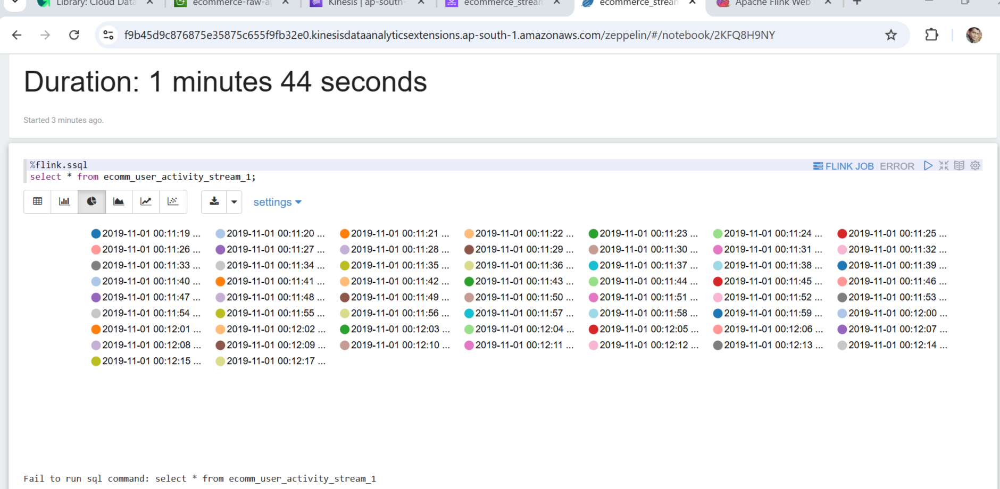 Library: Cloud Data
ecommerce-raw-a
Kinesis | ap-south-
ecommerce_strean
ecommerce_strean
Apache Flink Web
f9b45d9c876875e35875c655f9fb32e0.kinesisdataanalyticsextensions.ap-south-1.amazonaws.com/zeppelin/#/notebook/2KFQ8H9NY
Duration: 1 minutes 44 seconds
Started 3 minutes ago.
%flink.ssql
FLINK JOB ERROR
select * from ecomm_user_activity_stream_1;
settings
2019-11-01 00:11:19 ... 2019-11-01 00:11:20 ... 2019-11-01 00:11:21 ... 2019-11-01 00:11:22 ... 2019-11-01 00:11:23 ... 2019-11-01 00:11:24 ... 2019-11-01 00:11:25 ...
2019-11-01 00:11:26 ... 2019-11-01 00:11:27 ... 2019-11-01 00:11:28 ... 2019-11-01 00:11:29 ... 2019-11-01 00:11:30 ... 2019-11-01 00:11:31 ... 2019-11-01 00:11:32 ...
2019-11-01 00:11:33 ... 2019-11-01 00:11:34 ... 2019-11-01 00:11:35 ... 2019-11-01 00:11:36 ... 2019-11-01 00:11:37 ... 2019-11-01 00:11:38 ... 2019-11-01 00:11:39 ...
2019-11-01 00:11:40 ... 2019-11-01 00:11:41 ... 2019-11-01 00:11:42 ... 2019-11-01 00:11:43 ... 2019-11-01 00:11:44 ... 2019-11-01 00:11:45 ... 2019-11-01 00:11:46 ...
2019-11-01 00:11:47 ... 2019-11-01 00:11:48 ... 2019-11-01 00:11:49 ... 2019-11-01 00:11:50 ... 2019-11-01 00:11:51 ... 2019-11-01 00:11:52 ... 2019-11-01 00:11:53 ...
2019-11-01 00:11:54 ... 2019-11-01 00:11:55 ... 2019-11-01 00:11:56 ... 2019-11-01 00:11:57 ... 2019-11-01 00:11:58 ... 2019-11-01 00:11:59 ... 2019-11-01 00:12:00 ...
2019-11-01 00:12:01 ... 2019-11-01 00:12:02 ... 2019-11-01 00:12:03 ... 2019-11-01 00:12:04 ... 2019-11-01 00:12:05 ... 2019-11-01 00:12:06 ... 2019-11-01 00:12:07 ...
2019-11-01 00:12:08 ... 2019-11-01 00:12:09 ... 2019-11-01 00:12:10 ... 2019-11-01 00:12:11 ... 2019-11-01 00:12:12 ... 2019-11-01 00:12:13 ... 2019-11-01 00:12:14 ...
2019-11-01 00:12:15 ... 2019-11-01 00:12:17 ...
Fail to run sql command: select * from ecomm_user_activity_stream_1